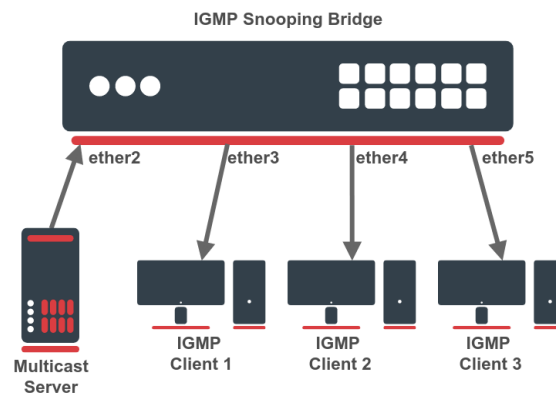 IGMP Snooping Bridge
ether2
ether3
ether4
ether5
Multicast
Server
IGMP
Client 1
IGMP
Client 2
IGMP
Client 3